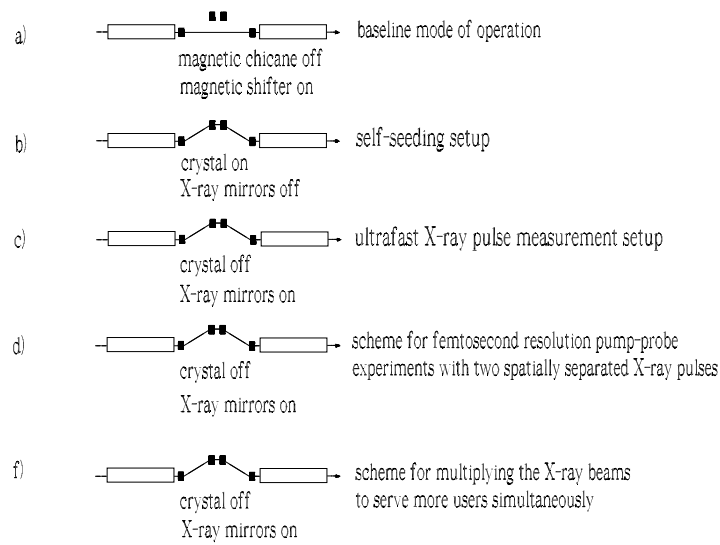 a)
baseline mode of operation
magnetic chicane off
magnetic shifter on
b)
self-seeding setup
crystal on
X-ray mirrors off
c)
ultrafast X-ray pulse measurement setup
crystal off
X-ray mirrors on
d)
scheme for femtosecond resolution pump-probe
experiments with two spatially separated X-ray pulses
crystal off
X-ray mirrors on
f)
scheme for multiplying the X-ray beams
to serve more users simultaneously
crystal off
X-ray mirrors on